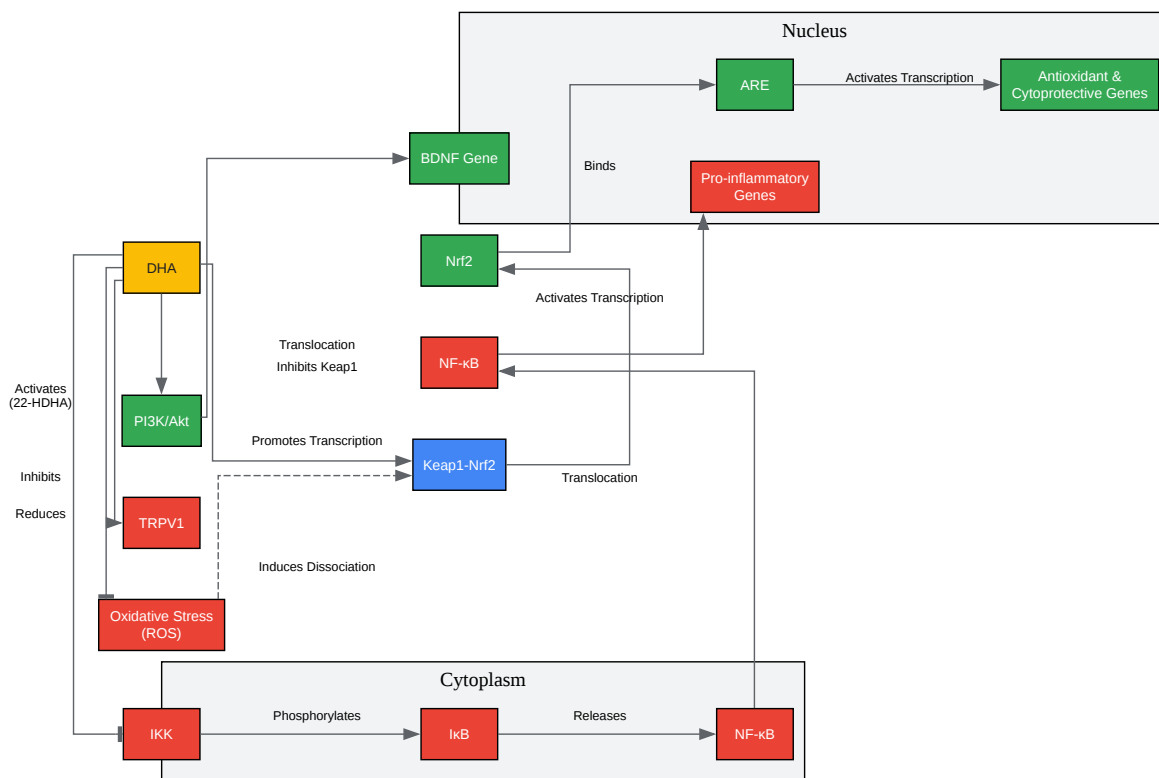 Nucleus
ARE
Activates Transcription
Antioxidant &
Cytoprotective Genes
BDNF Gene
Binds
Pro-inflammatory
Genes
DHA
Nrf2
Activates Transcription
Translocation
Inhibits Keap1
NF-κB
Activates
(22-HDHA)
PI3K/Akt
Promotes Transcription
Keap1-Nrf2
Translocation
Inhibits
Reduces
TRPV1
Induces Dissociation
Oxidative Stress
(ROS)
Cytoplasm
IKK
Phosphorylates
IκB
Releases
NF-κB